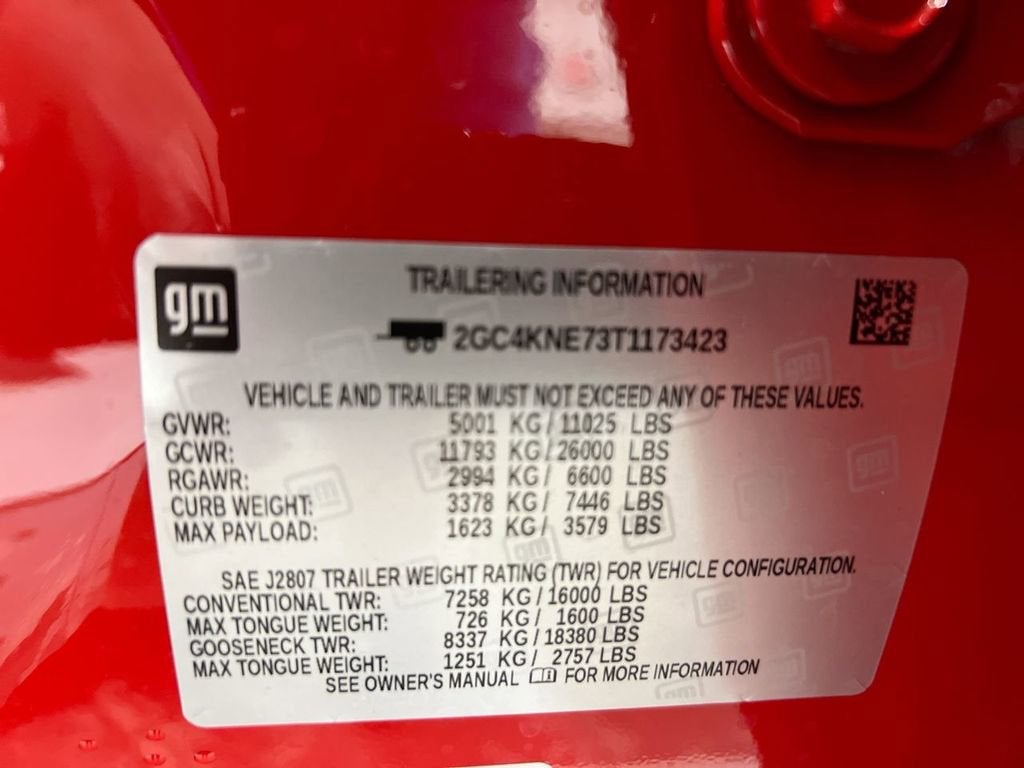 gm
TRAILERING INFORMATION
2GC4KNE73T1173423
VEHICLE AND TRAILER MUST NOT EXCEED ANY OF THESE VALUES.
GVWR: 5001 KG/ 11025 LBS
GCWR: 11793 KG/ 26000 LBS
RGAWR: 2994 KG/ 6600 LBS
CURB WEIGHT: 3378 KG/ 7446 LBS
MAX PAYLOAD: 1623 KG/ 3579 LBS
SAE J2807 TRAILER WEIGHT RATING (TWR) FOR VEHICLE CONFIGURATION.
CONVENTIONAL TWR: 7258 KG/ 16000 LBS
MAX TONGUE WEIGHT: 726 KG/ 1600 LBS
GOOSENECK TWR: 8337 KG/ 18380 LBS
MAX TONGUE WEIGHT: 1251 KG/ 2757 LBS
SEE OWNER'S MANUAL FOR MORE INFORMATION